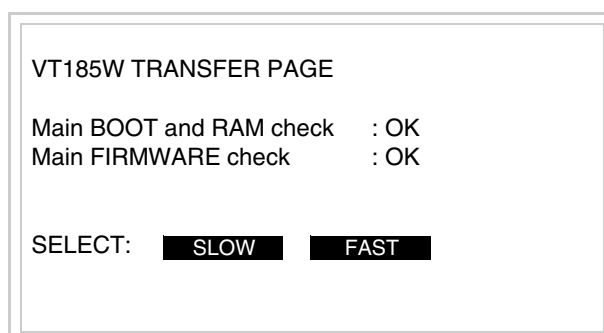 VT185W TRANSFER PAGE
Main BOOT and RAM check : OK
Main FIRMWARE check : OK
SELECT: SLOW FAST